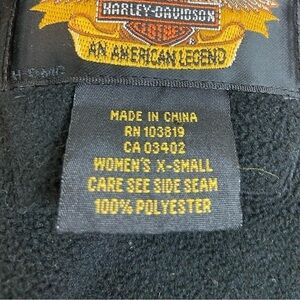 HARLEY-DAVIDSON
AN AMERICAN LEGEND
MADE IN CHINA
RN 103819
CA 03402
WOMEN'S X-SMALL
CARE SEE SIDE SEAM
100% POLYESTER